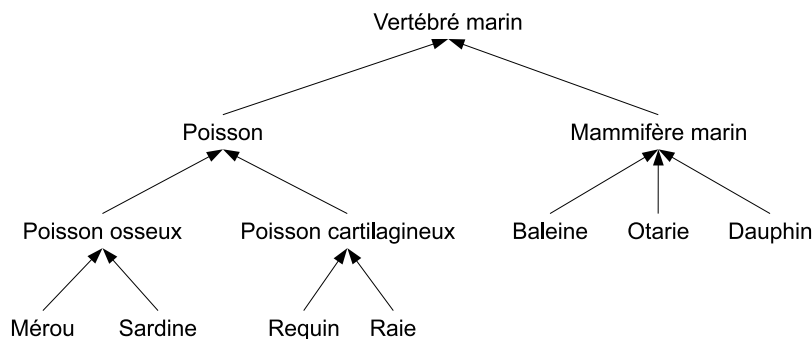 Vertébré marin
Poisson
Mammifère marin
Poisson osseux
Poisson cartilagineux
Baleine
Otarie
Dauphin
Mérou
Sardine
Requin
Raie